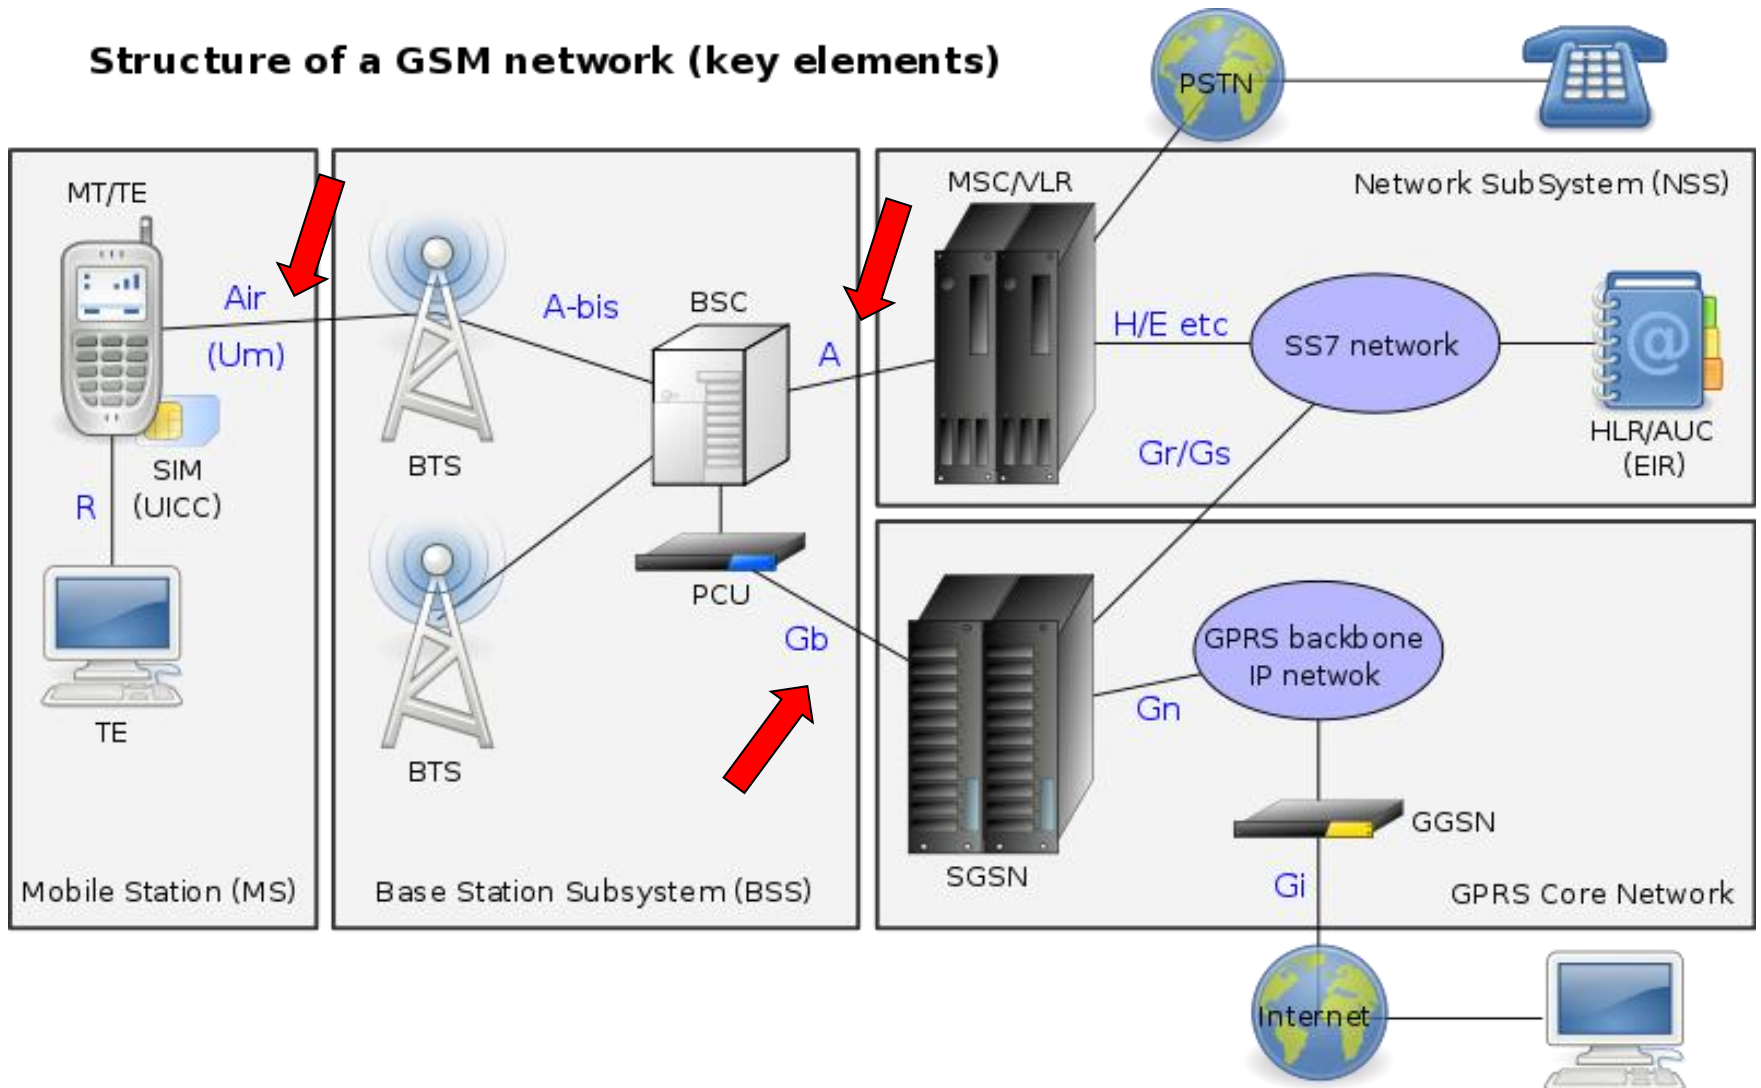 Structure of a GSM network (key elements)
PSTN
MT/TE
Air
(Um)
SIM
(UICC)
R
TE
Mobile Station (MS)
BTS
A-bis
BSC
A
BTS
PCU
Gb
Base Station Subsystem (BSS)
MSC/VLR
Network SubSystem (NSS)
H/E etc
SS7 network
HLR/AUC
(EIR)
Gr/Gs
SGSN
GPRS backbone
IP netwok
Gn
GGSN
Gi
GPRS Core Network
Internet